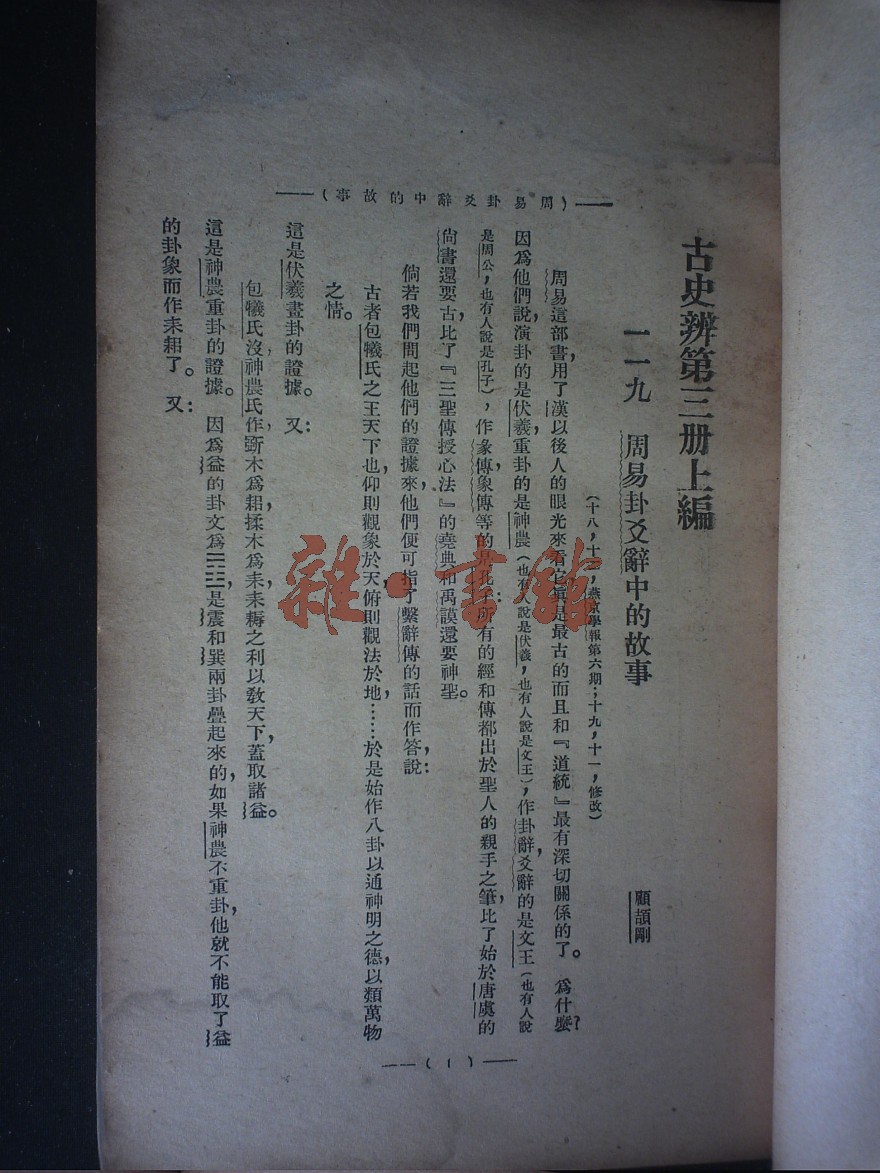 古史辨第三册上編
一一九　周易卦爻辭中的故事
顧頡剛
(十八，十二，燕京學報第六期；十九，十一，修改)
周易這部書，用了漢以後人的眼光來看它，真是最古的而且和『道統』最有深切關係的了。　為什麼？
因為他們說，演卦的是伏羲，重卦的是神農（也有人說是伏羲，也有人說是文王），作卦辭，爻辭的是文王（也有人說
是周公，也有人說是孔子），作彖傳，象傳等的是孔子：所有的經和傳都出於聖人的親手之筆，比了始於唐虞的
尙書還要古，比了『三聖傳授心法』的堯典和禹謨還要神聖。
倘若我們問起他們的證據來，他們便可指了繫辭傳的話而作答，說：
古者包犧氏之王天下也，仰則觀象於天，俯則觀法於地，……於是始作八卦，以通神明之德，以類萬物
之情。
這是伏羲畫卦的證據。　又：
包犧氏沒，神農氏作，斲木為耜，揉木為耒，耒耨之利以敎天下，蓋取諸益。
這是神農重卦的證據。　因為益的卦文為☴☳，是震和巽兩卦疊起來的，如果神農不重卦，他就不能取了益
的卦象而作耒耜了。　又：
——（周易卦爻辭中的故事）——
——（1）——
雜·書館